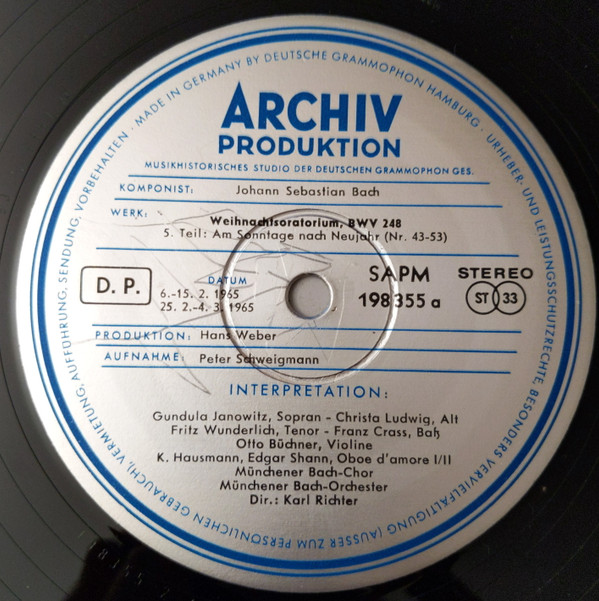 MADE IN GERMANY BY DEUTSCHE GRAMMOPHON HAMBURG · URHEBER- UND LEISTUNGSSCHUTZRECHTE, BESONDERS VERVIELFÄLTIGUNG (AUSSER ZUM PERSÖNLICHEN GEBRAUCH), VERMIETUNG, AUFFÜHRUNG, SENDUNG, VORBEHALTEN ·
ARCHIV
PRODUKTION
MUSIKHISTORISCHES STUDIO DER DEUTSCHEN GRAMMOPHON GES.
KOMPONIST: Johann Sebastian Bach
WERK: Weihnachtsoratorium, BWV 248
5. Teil: Am Sonntage nach Neujahr (Nr. 43-53)
D. P.
DATUM
6.-15. 2. 1965
25. 2.-4. 3. 1965
SAPM
198 355 a
STEREO
ST 33
PRODUKTION: Hans Weber
AUFNAHME: Peter Schweigmann
INTERPRETATION:
Gundula Janowitz, Sopran - Christa Ludwig, Alt
Fritz Wunderlich, Tenor - Franz Crass, Baß
Otto Büchner, Violine
K. Hausmann, Edgar Shann, Oboe d'amore I/II
Münchener Bach-Chor
Münchener Bach-Orchester
Dir.: Karl Richter